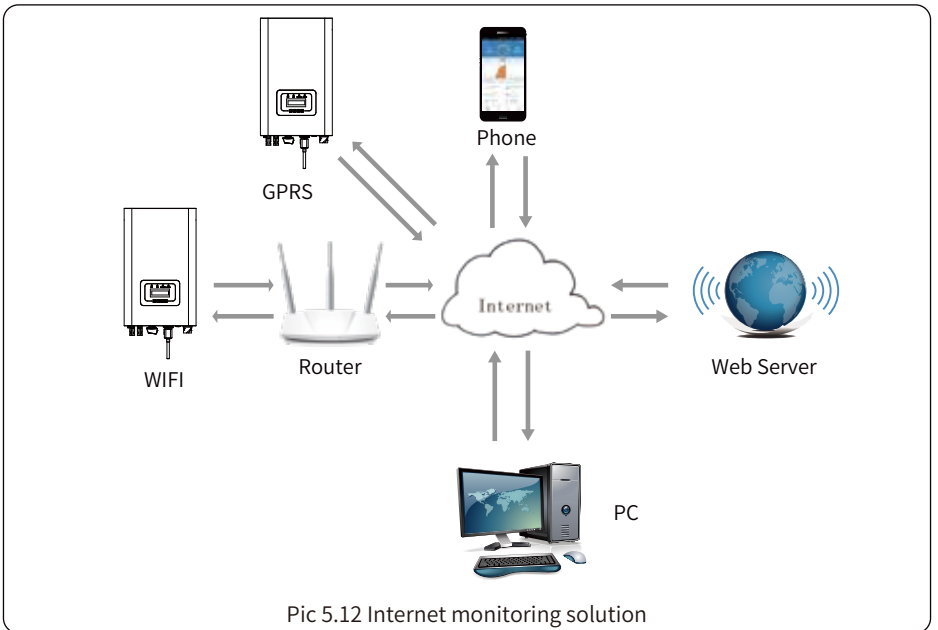 Phone
GPRS
Internet
WIFI
Router
Web Server
PC
Pic 5.12 Internet monitoring solution